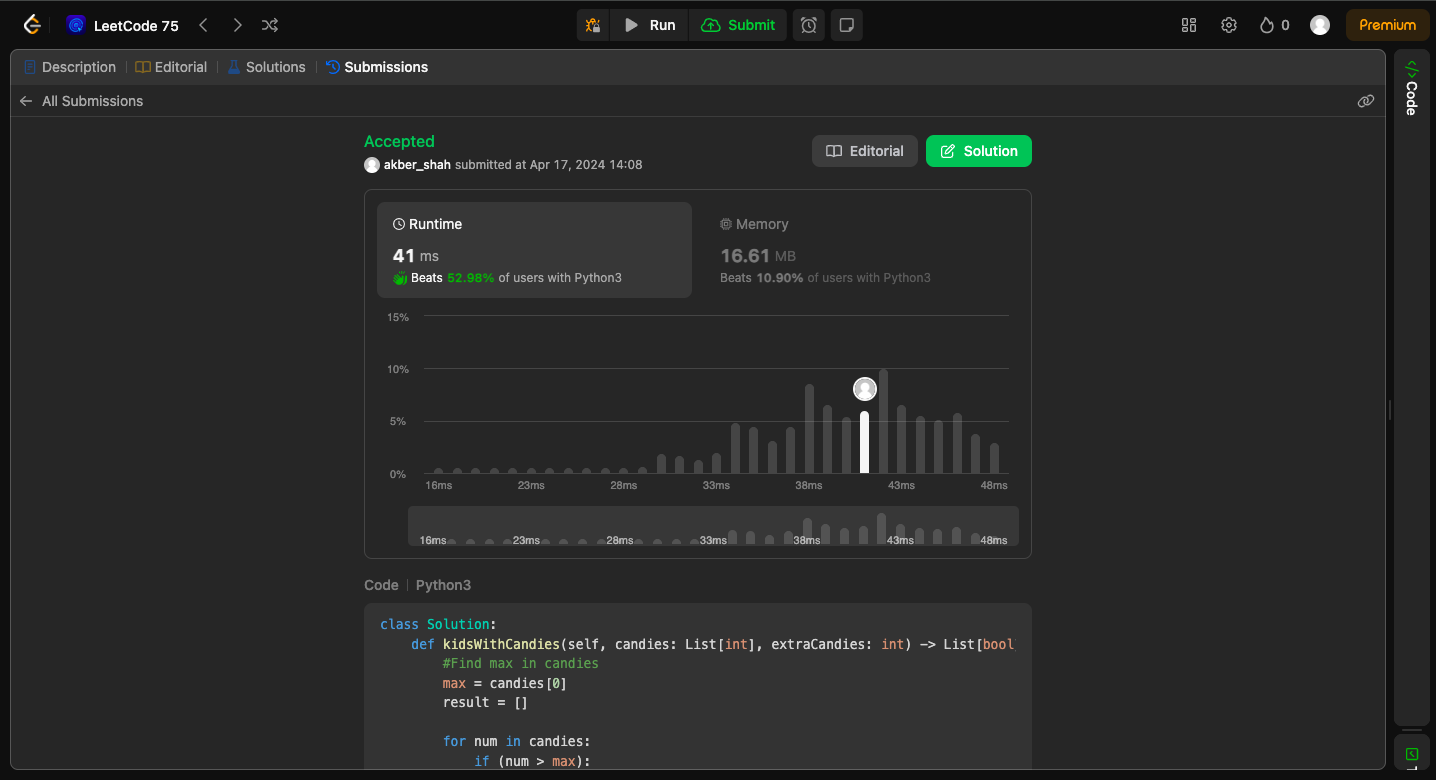 LeetCode 75
Run
Submit
0
Premium
Description
Editorial
Solutions
Submissions
All Submissions
Code
Accepted
akber_shah submitted at Apr 17, 2024 14:08
Editorial
Solution
Runtime
41 ms
Beats 52.98% of users with Python3
Memory
16.61 MB
Beats 10.90% of users with Python3
15%
10%
5%
0%
16ms 23ms 28ms 33ms 38ms 43ms 48ms
16ms 23ms 28ms 33ms 38ms 43ms 48ms
Code
Python3
class Solution:
def kidsWithCandies(self, candies: List[int], extraCandies: int) -> List[bool
#Find max in candies
max = candies[0]
result = []
for num in candies:
if (num > max):